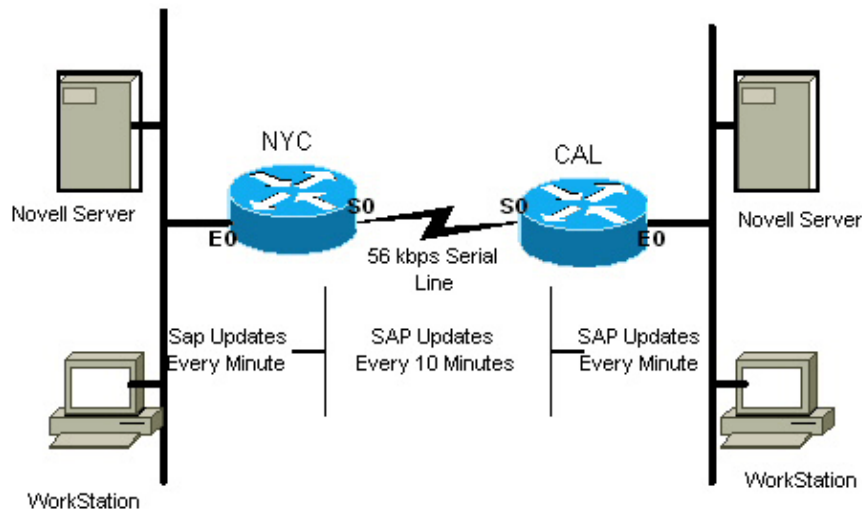 NYC
CAL
Novell Server
Novell Server
S0
S0
E0
E0
56 kbps Serial
Line
Sap Updates
Every Minute
SAP Updates
Every 10 Minutes
SAP Updates
Every Minute
WorkStation
WorkStation